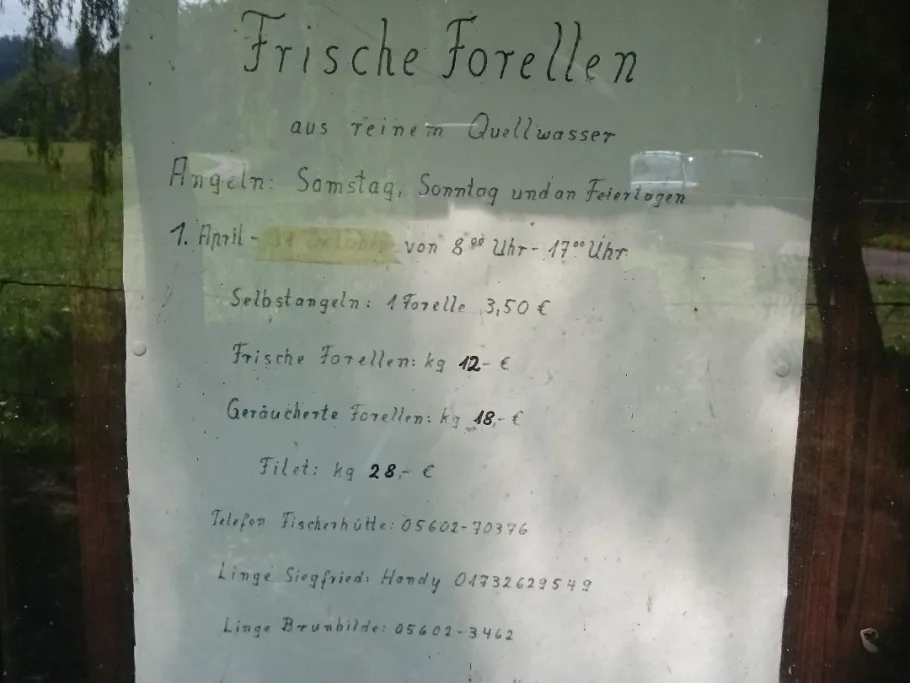 Frische Forellen
aus reinem Quellwasser
Angeln: Samstag, Sonntag und an Feiertagen
1. April - 31 Oktober von 8⁰⁰ Uhr - 17⁰⁰ Uhr
Selbstangeln: 1 Forelle 3,50 €
Frische Forellen: kg 12,- €
Geräucherte Forellen: kg 18,- €
Filet: kg 28,- €
Telefon Fischerhütte: 05602-70376
Linge Siegfried: Handy 01732629549
Linge Brunhilde: 05602-3462